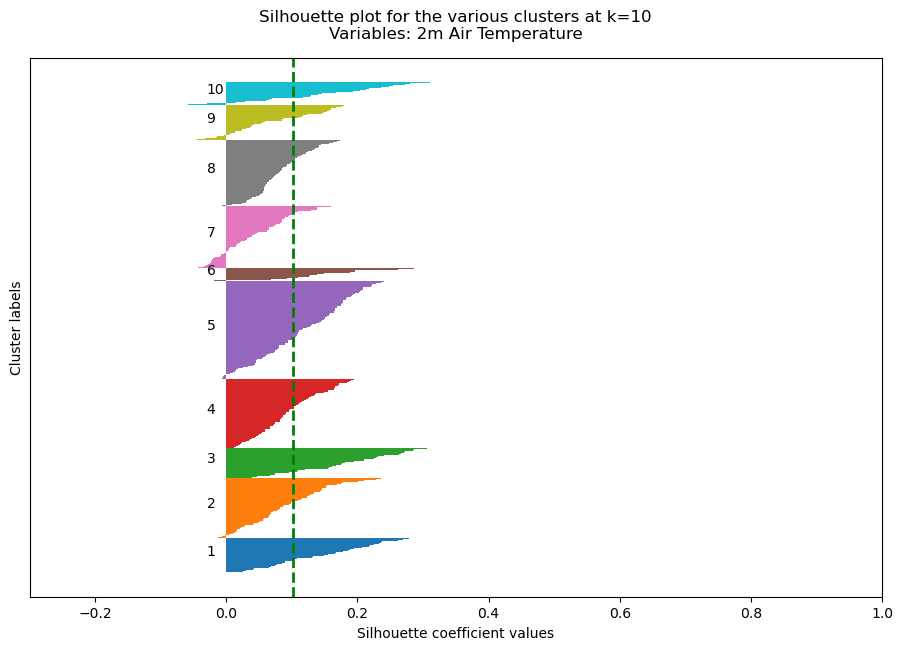 Silhouette plot for the various clusters at k=10
Variables: 2m Air Temperature
Cluster labels
10
9
8
7
6
5
4
3
2
1
−0.2 0.0 0.2 0.4 0.6 0.8 1.0
Silhouette coefficient values